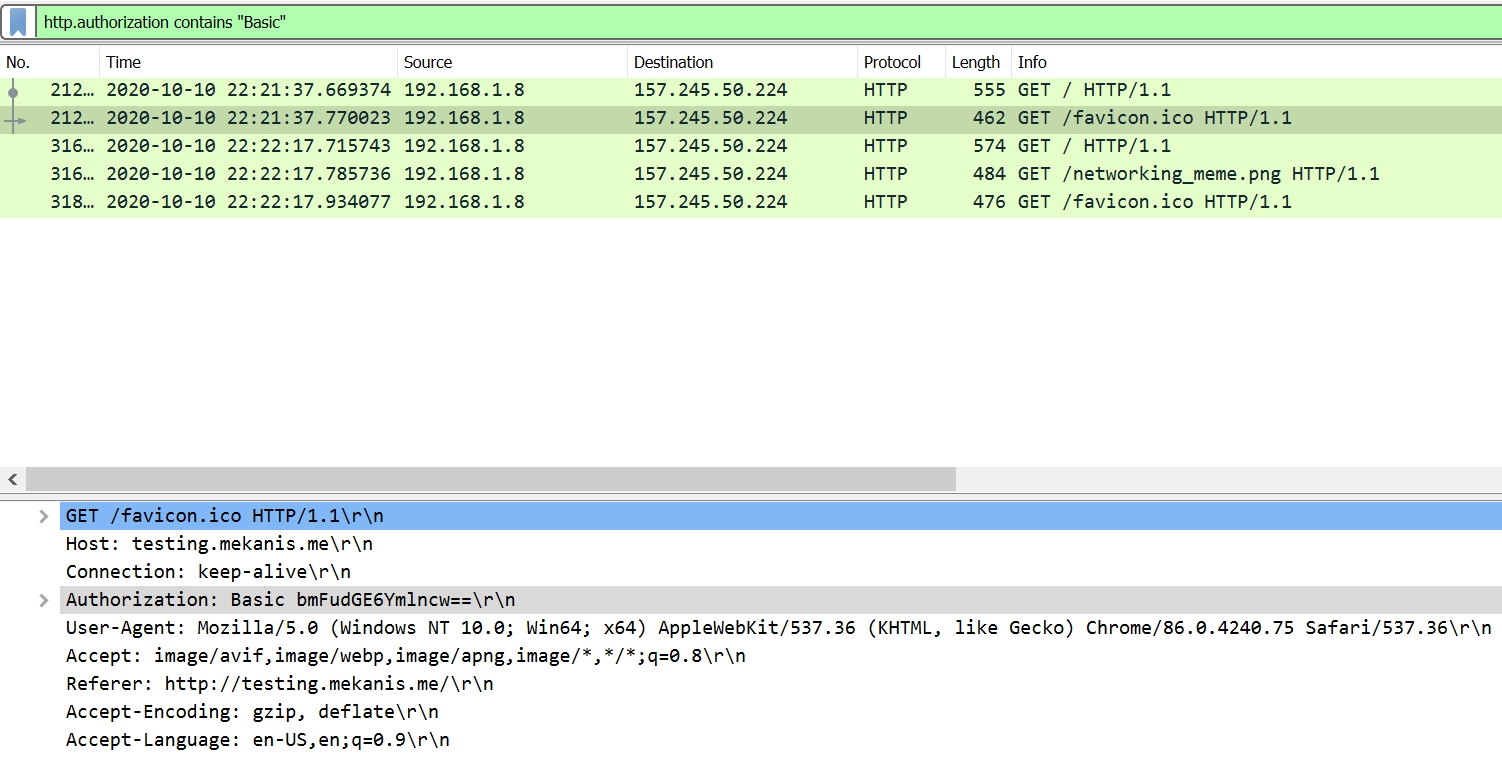 http.authorization contains "Basic"
No. Time Source Destination Protocol Length Info
212… 2020-10-10 22:21:37.669374 192.168.1.8 157.245.50.224 HTTP 555 GET / HTTP/1.1
212… 2020-10-10 22:21:37.770023 192.168.1.8 157.245.50.224 HTTP 462 GET /favicon.ico HTTP/1.1
316… 2020-10-10 22:22:17.715743 192.168.1.8 157.245.50.224 HTTP 574 GET / HTTP/1.1
316… 2020-10-10 22:22:17.785736 192.168.1.8 157.245.50.224 HTTP 484 GET /networking_meme.png HTTP/1.1
318… 2020-10-10 22:22:17.934077 192.168.1.8 157.245.50.224 HTTP 476 GET /favicon.ico HTTP/1.1
GET /favicon.ico HTTP/1.1\r\n
Host: testing.mekanis.me\r\n
Connection: keep-alive\r\n
Authorization: Basic bmFudGE6Ymlncw==\r\n
User-Agent: Mozilla/5.0 (Windows NT 10.0; Win64; x64) AppleWebKit/537.36 (KHTML, like Gecko) Chrome/86.0.4240.75 Safari/537.36\r\n
Accept: image/avif,image/webp,image/apng,image/*,*/*;q=0.8\r\n
Referer: http://testing.mekanis.me/\r\n
Accept-Encoding: gzip, deflate\r\n
Accept-Language: en-US,en;q=0.9\r\n